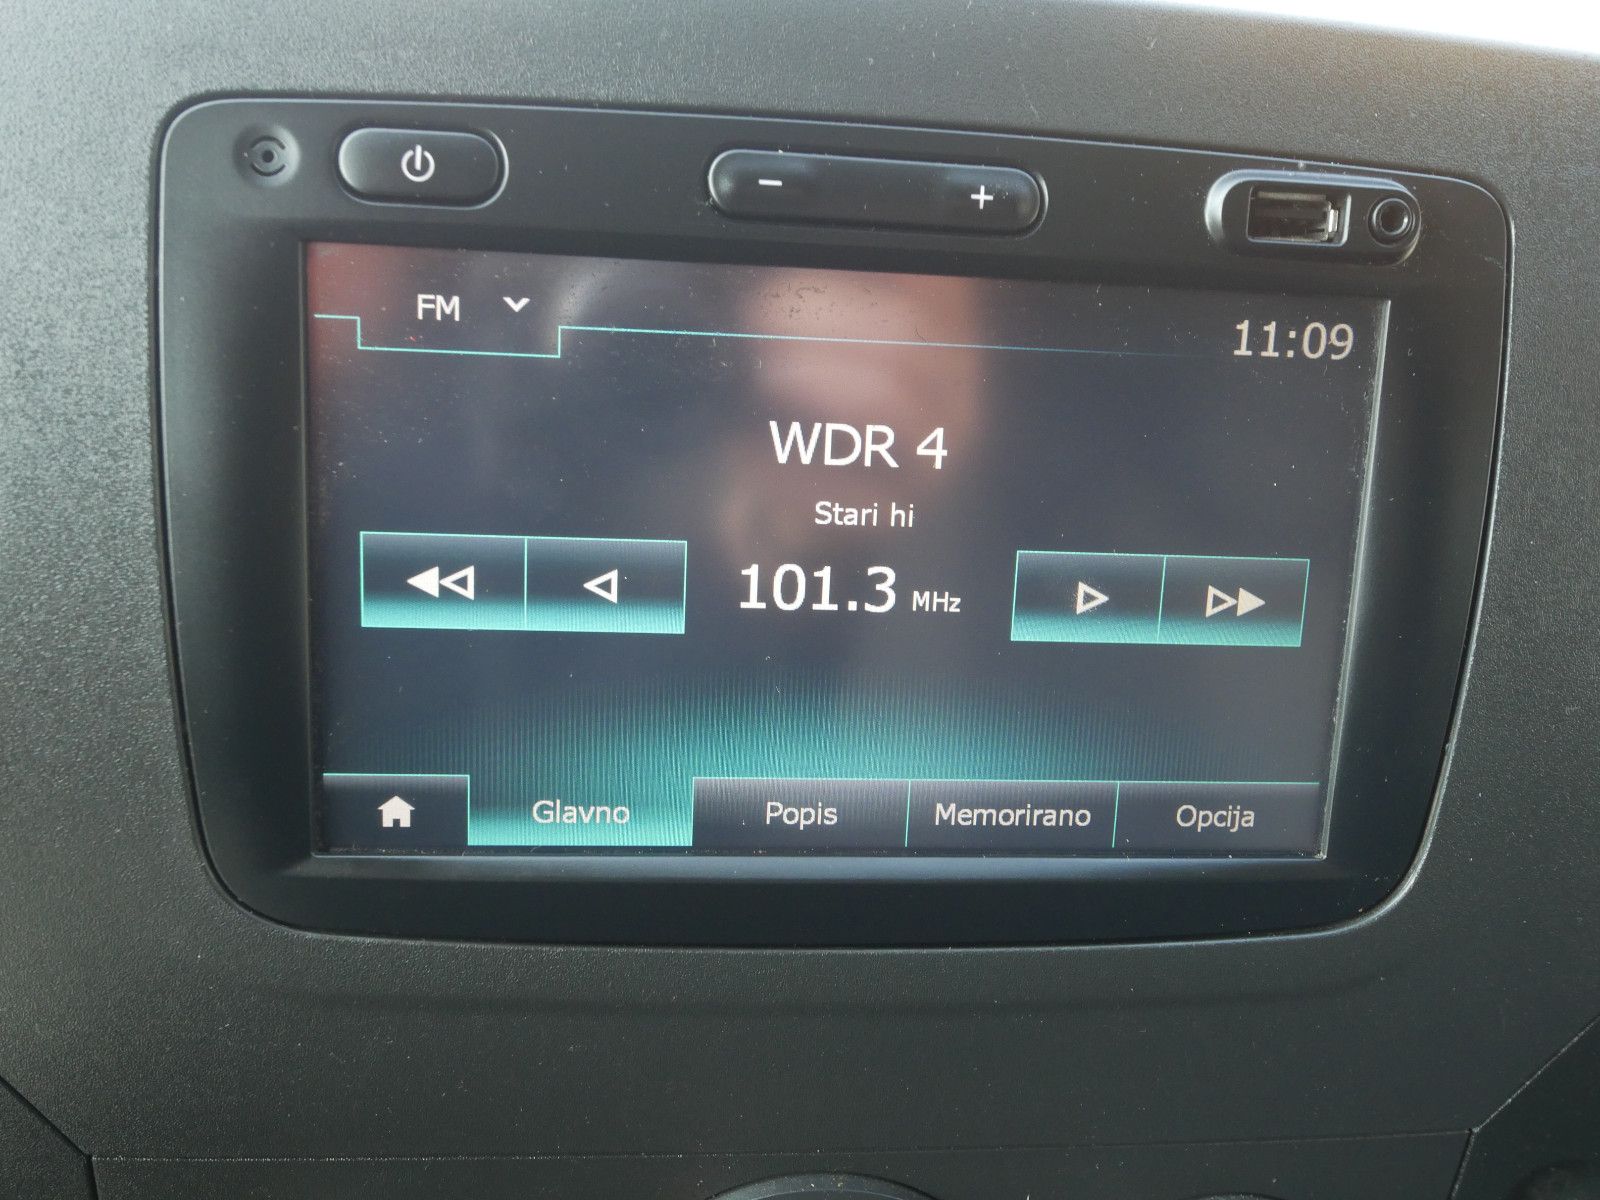 − +
FM
11:09
WDR 4
Stari hi
101.3 MHz
Glavno Popis Memorirano Opcija